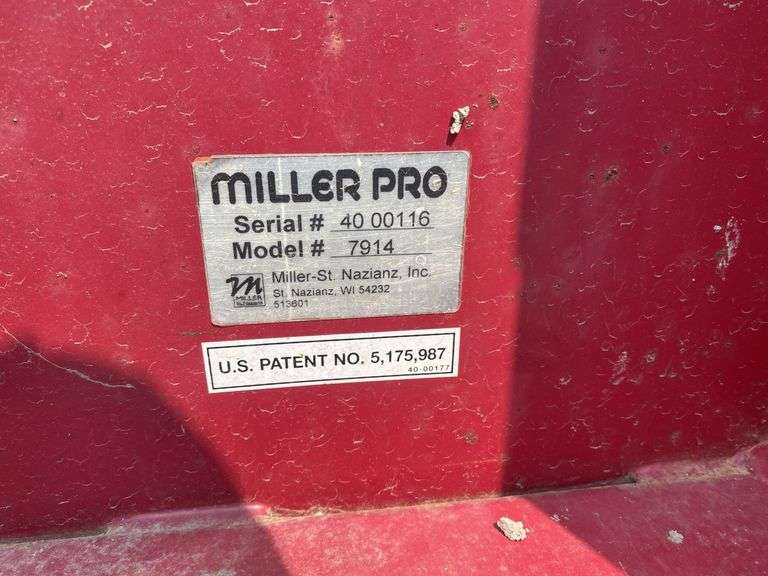 MILLER PRO
Serial # 40 00116
Model # 7914
Miller-St. Nazianz, Inc.
St. Nazianz, WI 54232
513601
MILLER
U.S. PATENT NO. 5,175,987
40-00177